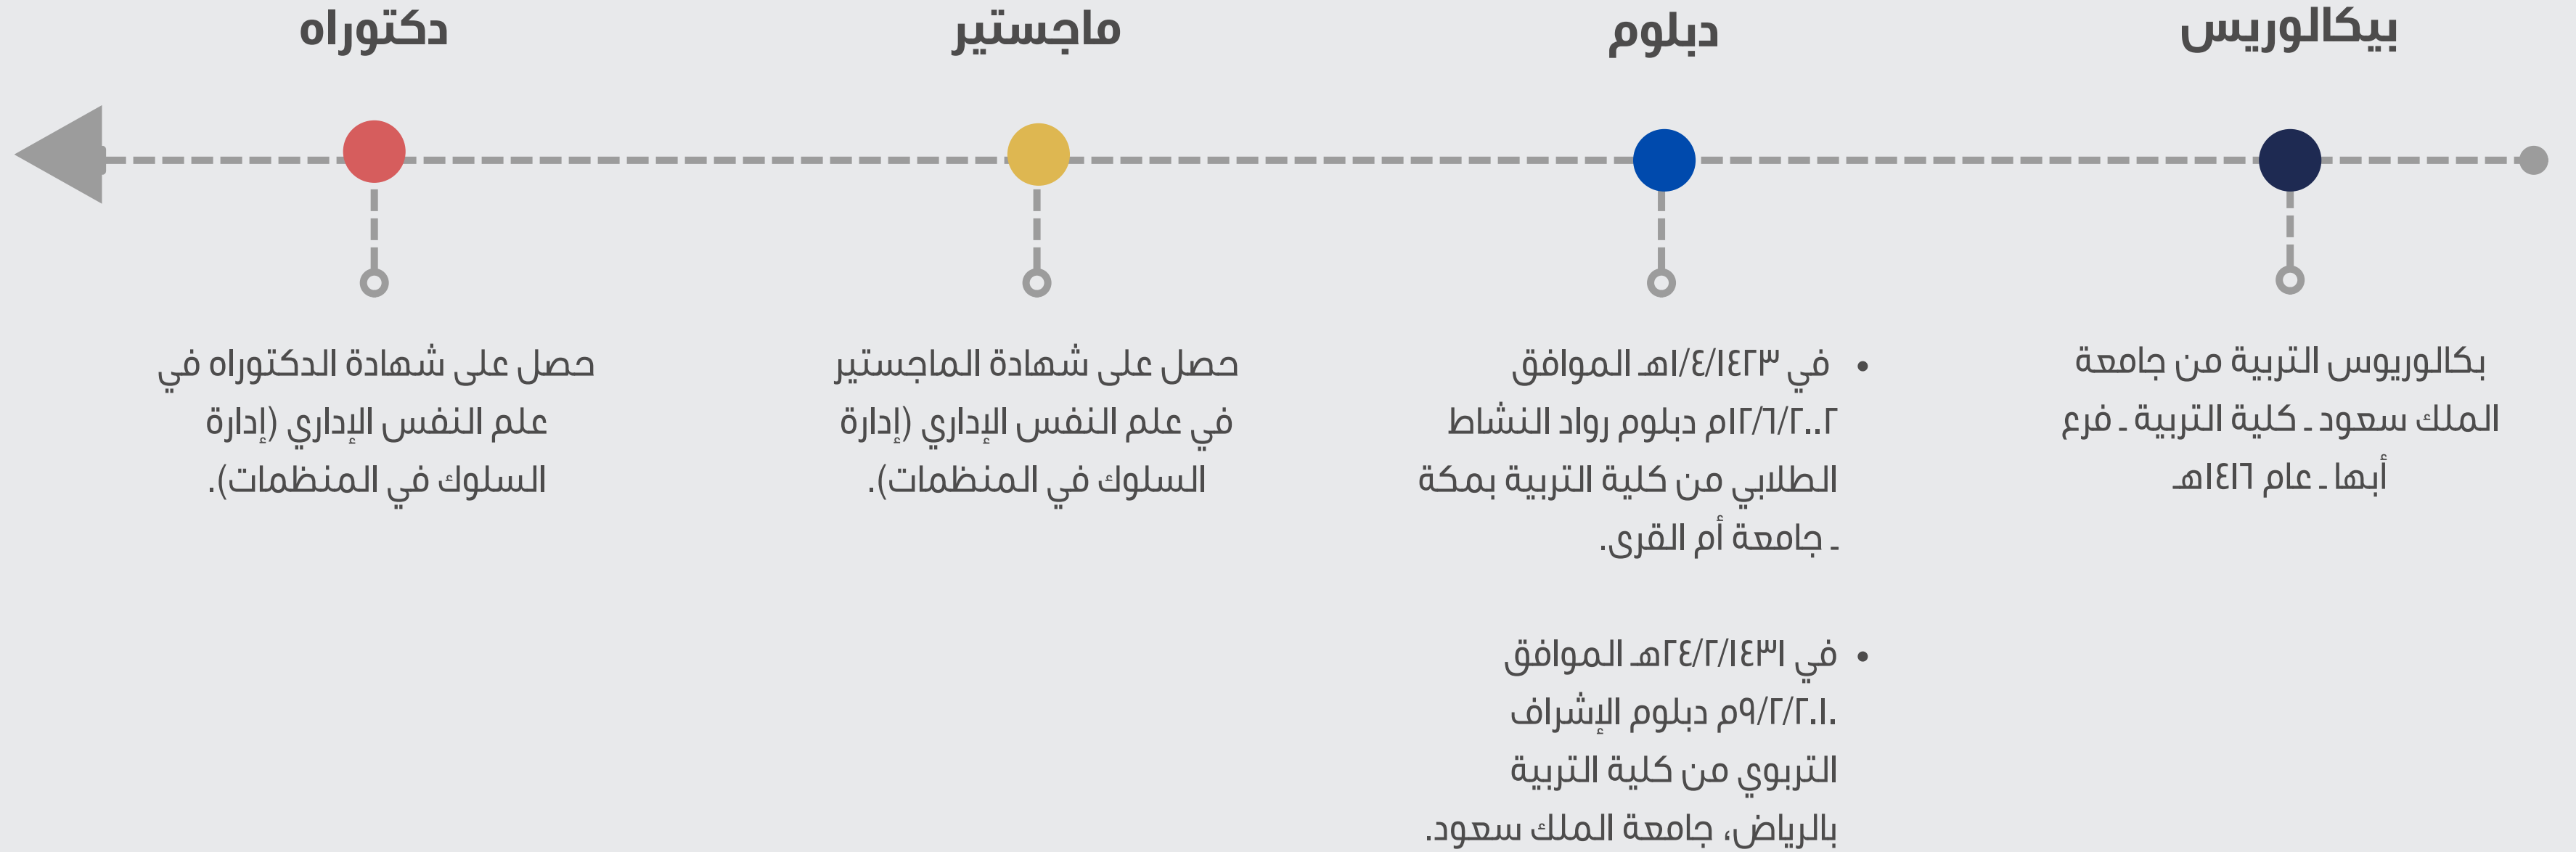 بيكالوريس
بكالوريوس التربية من جامعة
الملك سعود ـ كلية التربية ـ فرع
أبها ـ عام ١٤١٦هـ
دبلوم
• في ١/٤/١٤٢٣هـ الموافق
١٢/٦/٢٠٠٢م دبلوم رواد النشاط
الطلابي من كلية التربية بمكة
ـ جامعة أم القرى.
• في ٢٤/٢/١٤٣١هـ الموافق
٩/٢/٢٠١٠م دبلوم الإشراف
التربوي من كلية التربية
بالرياض، جامعة الملك سعود.
ماجستير
حصل على شهادة الماجستير
في علم النفس الإداري (إدارة
السلوك في المنظمات).
دكتوراه
حصل على شهادة الدكتوراه في
علم النفس الإداري (إدارة
السلوك في المنظمات).